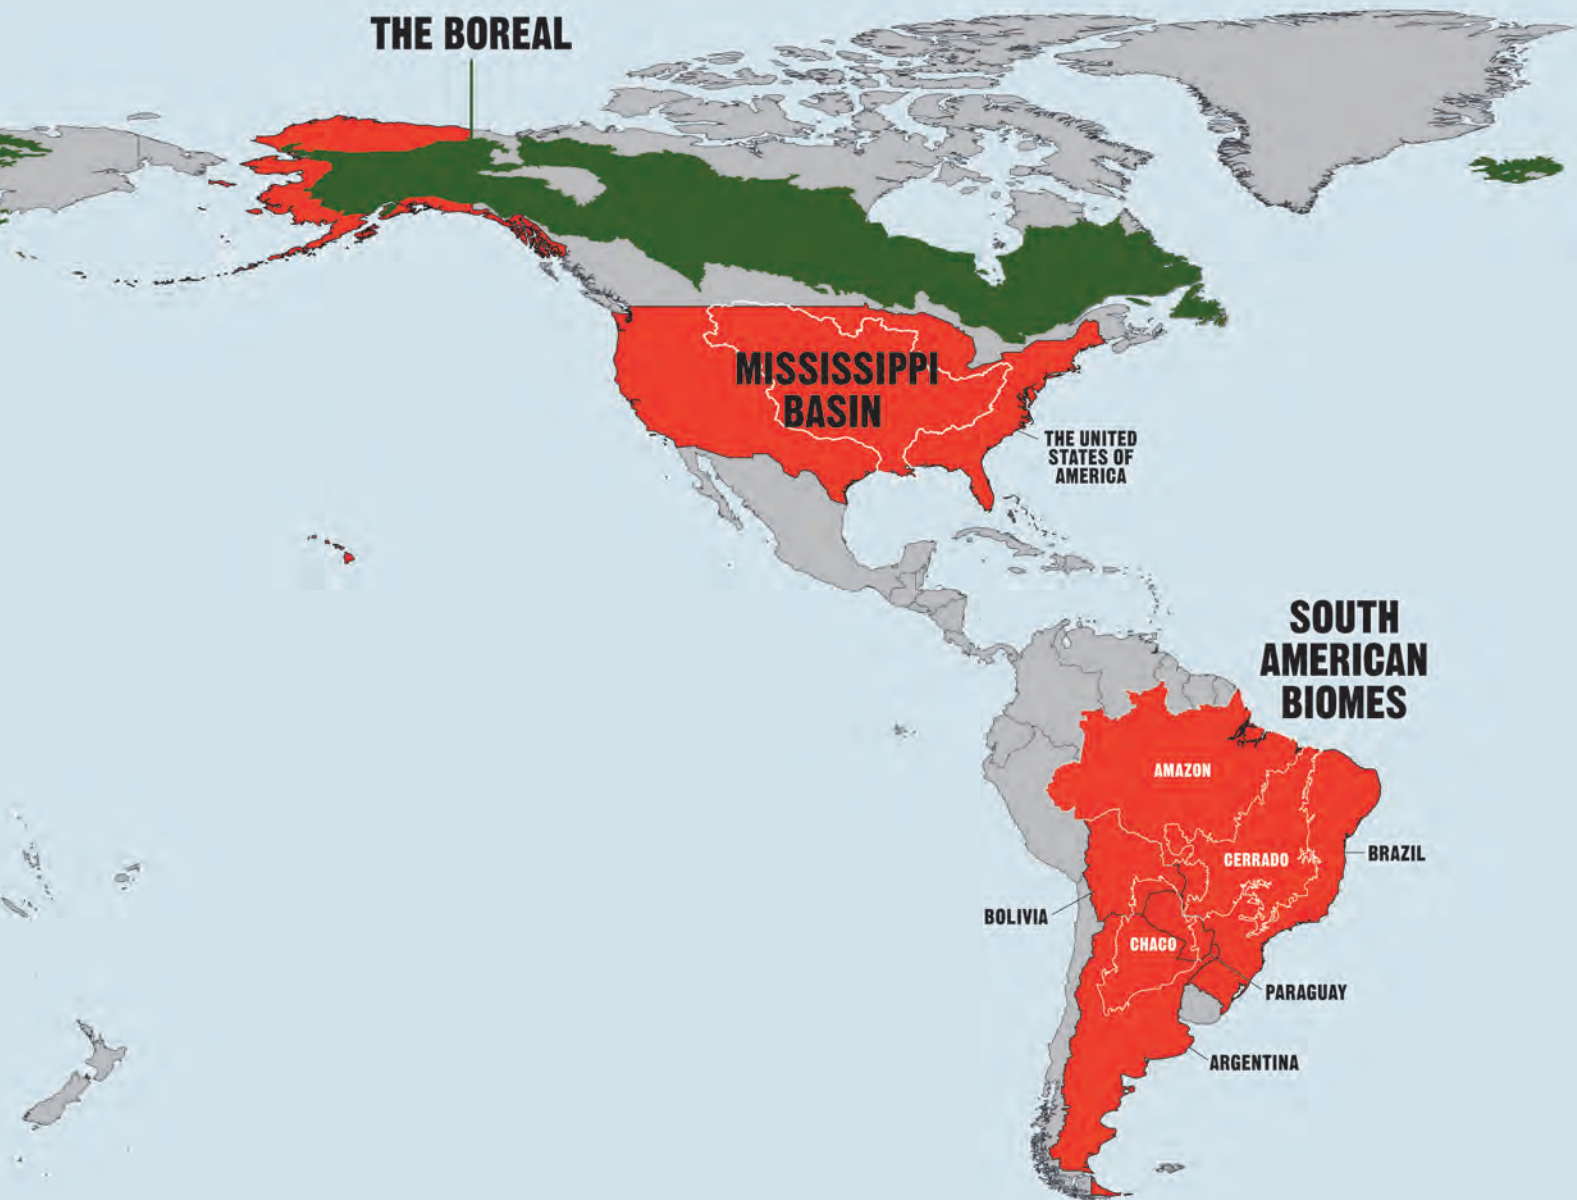 THE BOREAL
MISSISSIPPI
BASIN
THE UNITED
STATES OF
AMERICA
SOUTH
AMERICAN
BIOMES
AMAZON
CERRADO
BRAZIL
BOLIVIA
CHACO
PARAGUAY
ARGENTINA